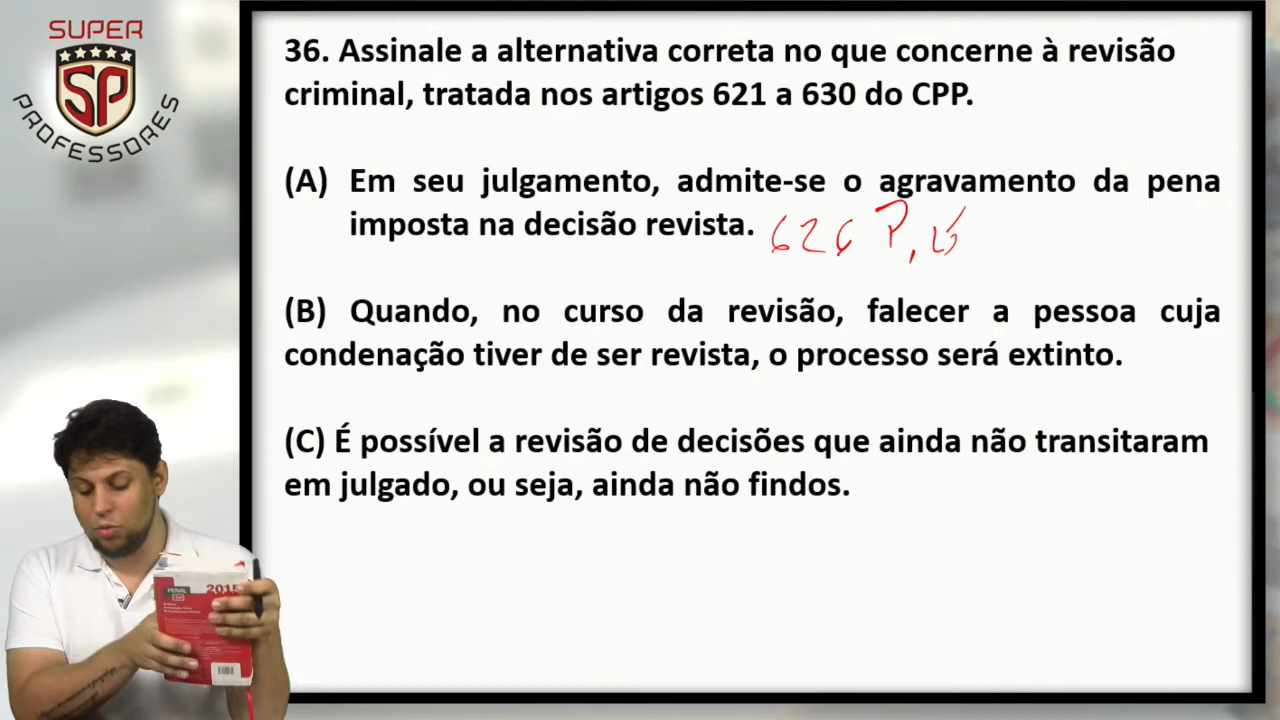 SUPER
SP
PROFESSORES
36. Assinale a alternativa correta no que concerne à revisão
criminal, tratada nos artigos 621 a 630 do CPP.
(A) Em seu julgamento, admite-se o agravamento da pena
imposta na decisão revista.
626 P, Ú
(B) Quando, no curso da revisão, falecer a pessoa cuja
condenação tiver de ser revista, o processo será extinto.
(C) É possível a revisão de decisões que ainda não transitaram
em julgado, ou seja, ainda não findos.
2015
PENAL